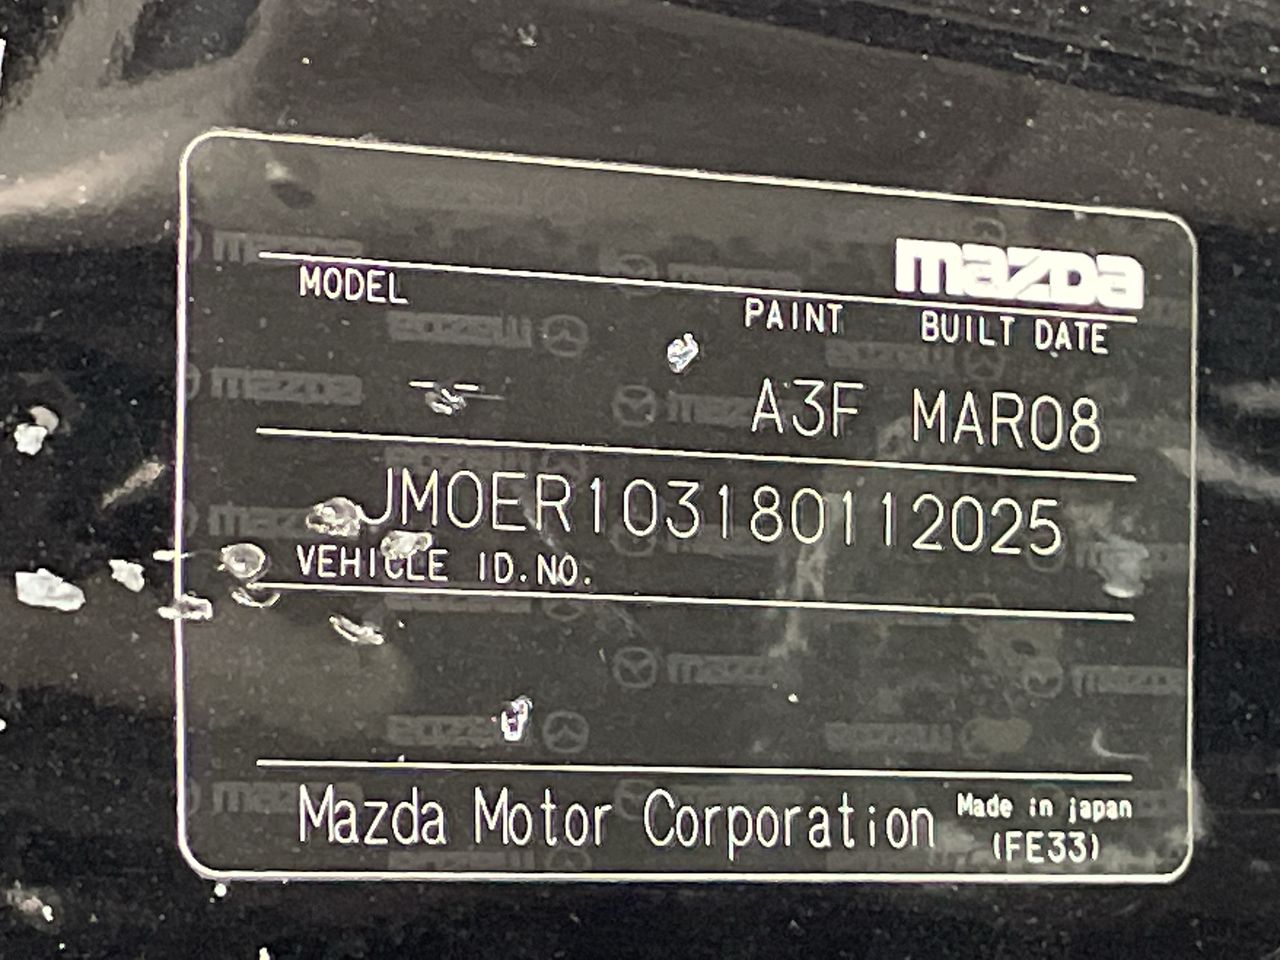 mazda
MODEL PAINT BUILT DATE
A3F MAR08
JM0ER103180112025
VEHICLE ID.NO.
Mazda Motor Corporation Made in japan
(FE33)